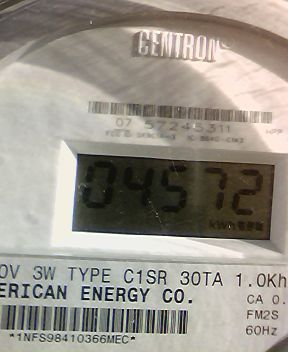 CENTRON
07 57245311
04572
kWh
0V 3W TYPE C1SR 30TA 1.0Kh
ERICAN ENERGY CO. CA 0.
FM2S
60Hz
*1NFS98410366MEC*